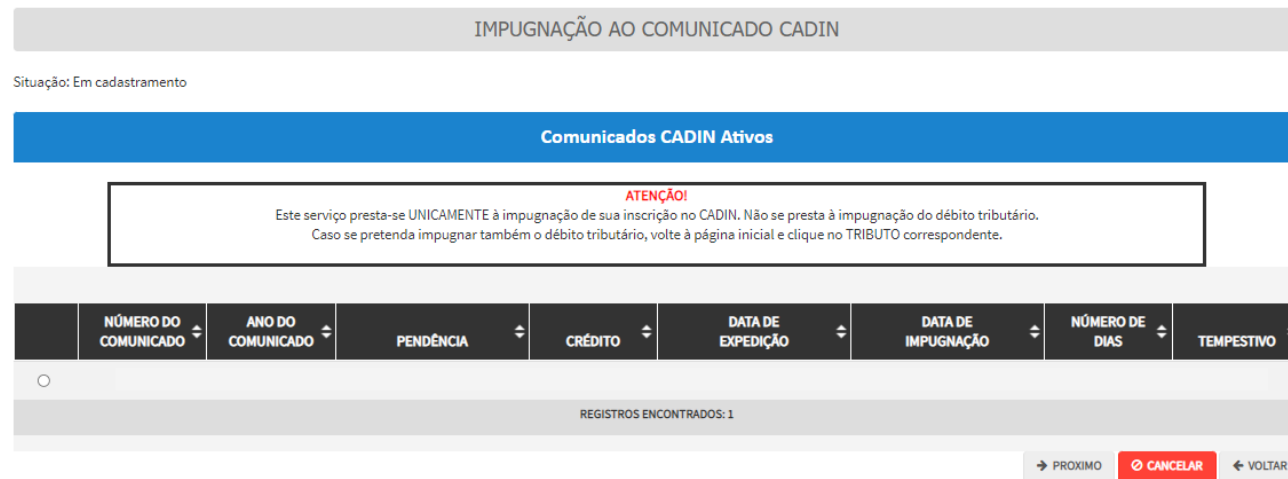 IMPUGNAÇÃO AO COMUNICADO CADIN
Situação: Em cadastramento
Comunicados CADIN Ativos
ATENÇÃO!
Este serviço presta-se UNICAMENTE à impugnação de sua inscrição no CADIN. Não se presta à impugnação do débito tributário.
Caso se pretenda impugnar também o débito tributário, volte à página inicial e clique no TRIBUTO correspondente.
NÚMERO DO COMUNICADO ANO DO COMUNICADO PENDÊNCIA CRÉDITO DATA DE EXPEDIÇÃO DATA DE IMPUGNAÇÃO NÚMERO DE DIAS TEMPESTIVO
REGISTROS ENCONTRADOS: 1
PROXIMO CANCELAR VOLTAR